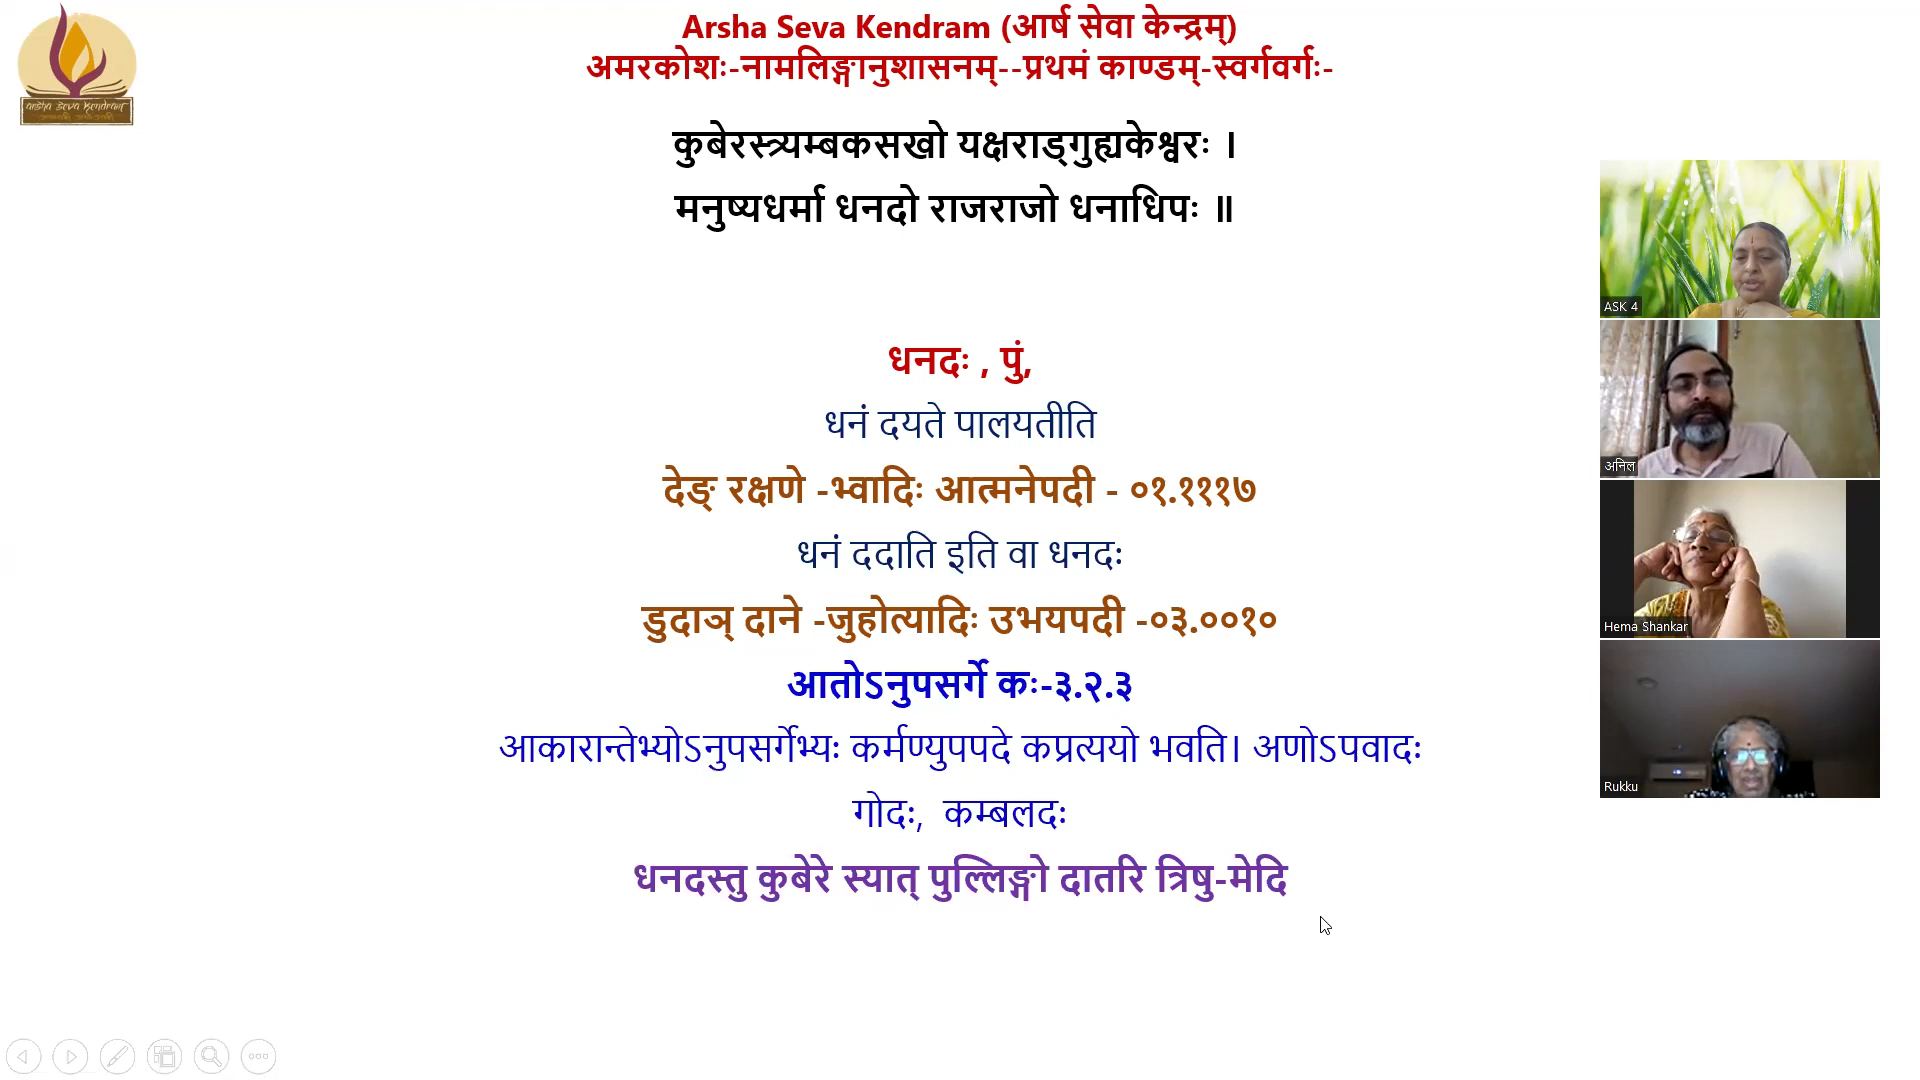 Arsha Seva Kendram (आर्ष सेवा केन्द्रम्)
अमरकोशः-नामलिङ्गानुशासनम्--प्रथमं काण्डम्-स्वर्गवर्गः-
कुबेरस्त्र्यम्बकसखो यक्षराड्गुह्यकेश्वरः ।
मनुष्यधर्मा धनदो राजराजो धनाधिपः ॥
धनदः , पुं,
धनं दयते पालयतीति
देङ् रक्षणे -भ्वादिः आत्मनेपदी - ०१.१११७
धनं ददाति इति वा धनदः
डुदाञ् दाने -जुहोत्यादिः उभयपदी -०३.००१०
आतोऽनुपसर्गे कः-३.२.३
आकारान्तेभ्योऽनुपसर्गेभ्यः कर्मण्युपपदे कप्रत्ययो भवति। अणोऽपवादः
गोदः, कम्बलदः
धनदस्तु कुबेरे स्यात् पुल्लिङ्गो दातरि त्रिषु-मेदि
arsha seva kendram
ASK 4
अनिल
Hema Shankar
Rukku